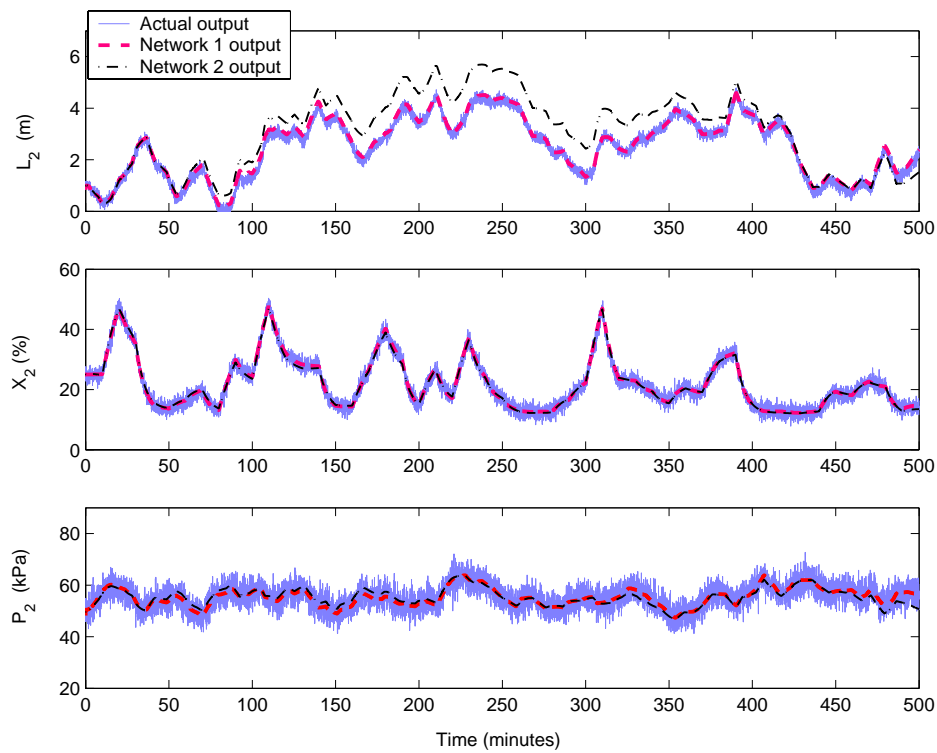 Actual output
Network 1 output
Network 2 output
6
4
2
0
L2 (m)
0 50 100 150 200 250 300 350 400 450 500
60
40
20
0
X2 (%)
0 50 100 150 200 250 300 350 400 450 500
80
60
40
20
P2 (kPa)
0 50 100 150 200 250 300 350 400 450 500
Time (minutes)